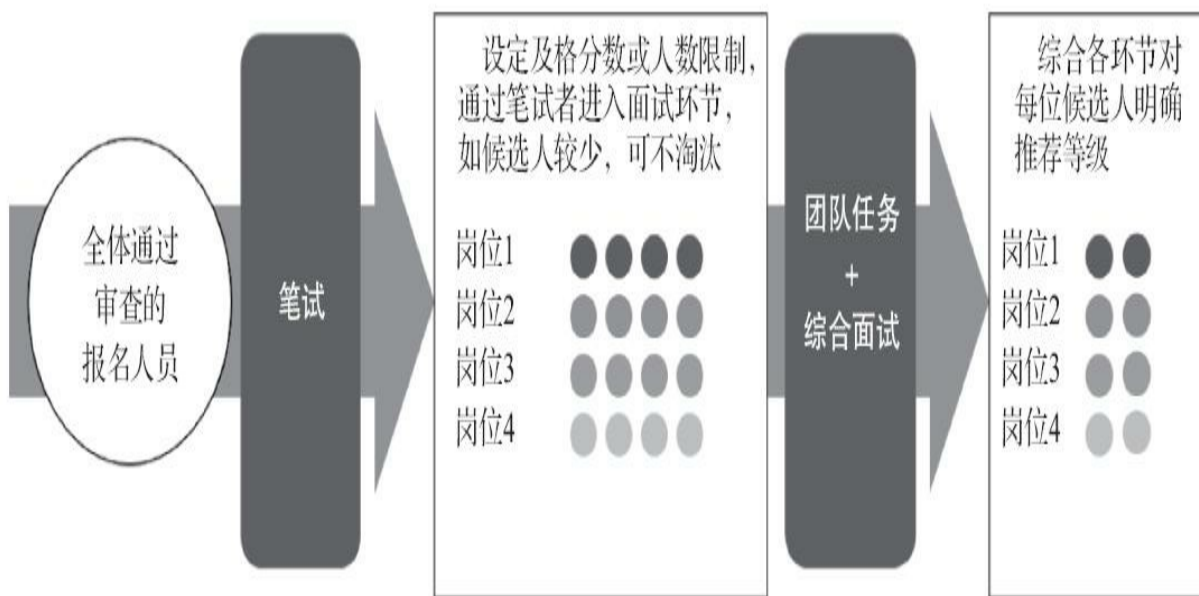 全体通过
审查的
报名人员
笔试
设定及格分数或人数限制，
通过笔试者进入面试环节，
如候选人较少，可不淘汰
岗位1
岗位2
岗位3
岗位4
团队任务
+
综合面试
综合各环节对
每位候选人明确
推荐等级
岗位1
岗位2
岗位3
岗位4